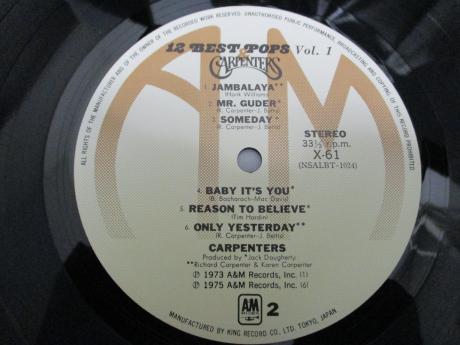 ALL RIGHTS OF THE MANUFACTURER AND OF THE OWNER OF THE RECORDED WORK RESERVED. UNAUTHORISED PUBLIC PERFORMANCE, BROADCASTING AND COPYING OF THIS RECORD PROHIBITED.
12 BEST POPS Vol. 1
CARPENTERS
1. JAMBALAYA**
(Hank Williams)
2. MR. GUDER*
(R. Carpenter-J. Bettis)
3. SOMEDAY*
(R. Carpenter-J. Bettis)
STEREO
33⅓ r.p.m.
X-61
(NSALBT-1024)
4. BABY IT'S YOU*
(B. Bacharach-Mac David)
5. REASON TO BELIEVE*
(Tim Hardin)
6. ONLY YESTERDAY**
(R. Carpenter-J. Bettis)
CARPENTERS
Produced by *Jack Daugherty
**Richard Carpenter & Karen Carpenter
Ⓟ 1973 A&M Records, Inc. (1)
Ⓟ 1975 A&M Records, Inc. (6)
A&M
RECORDS
2
MANUFACTURED BY KING RECORD CO., LTD. TOKYO, JAPAN